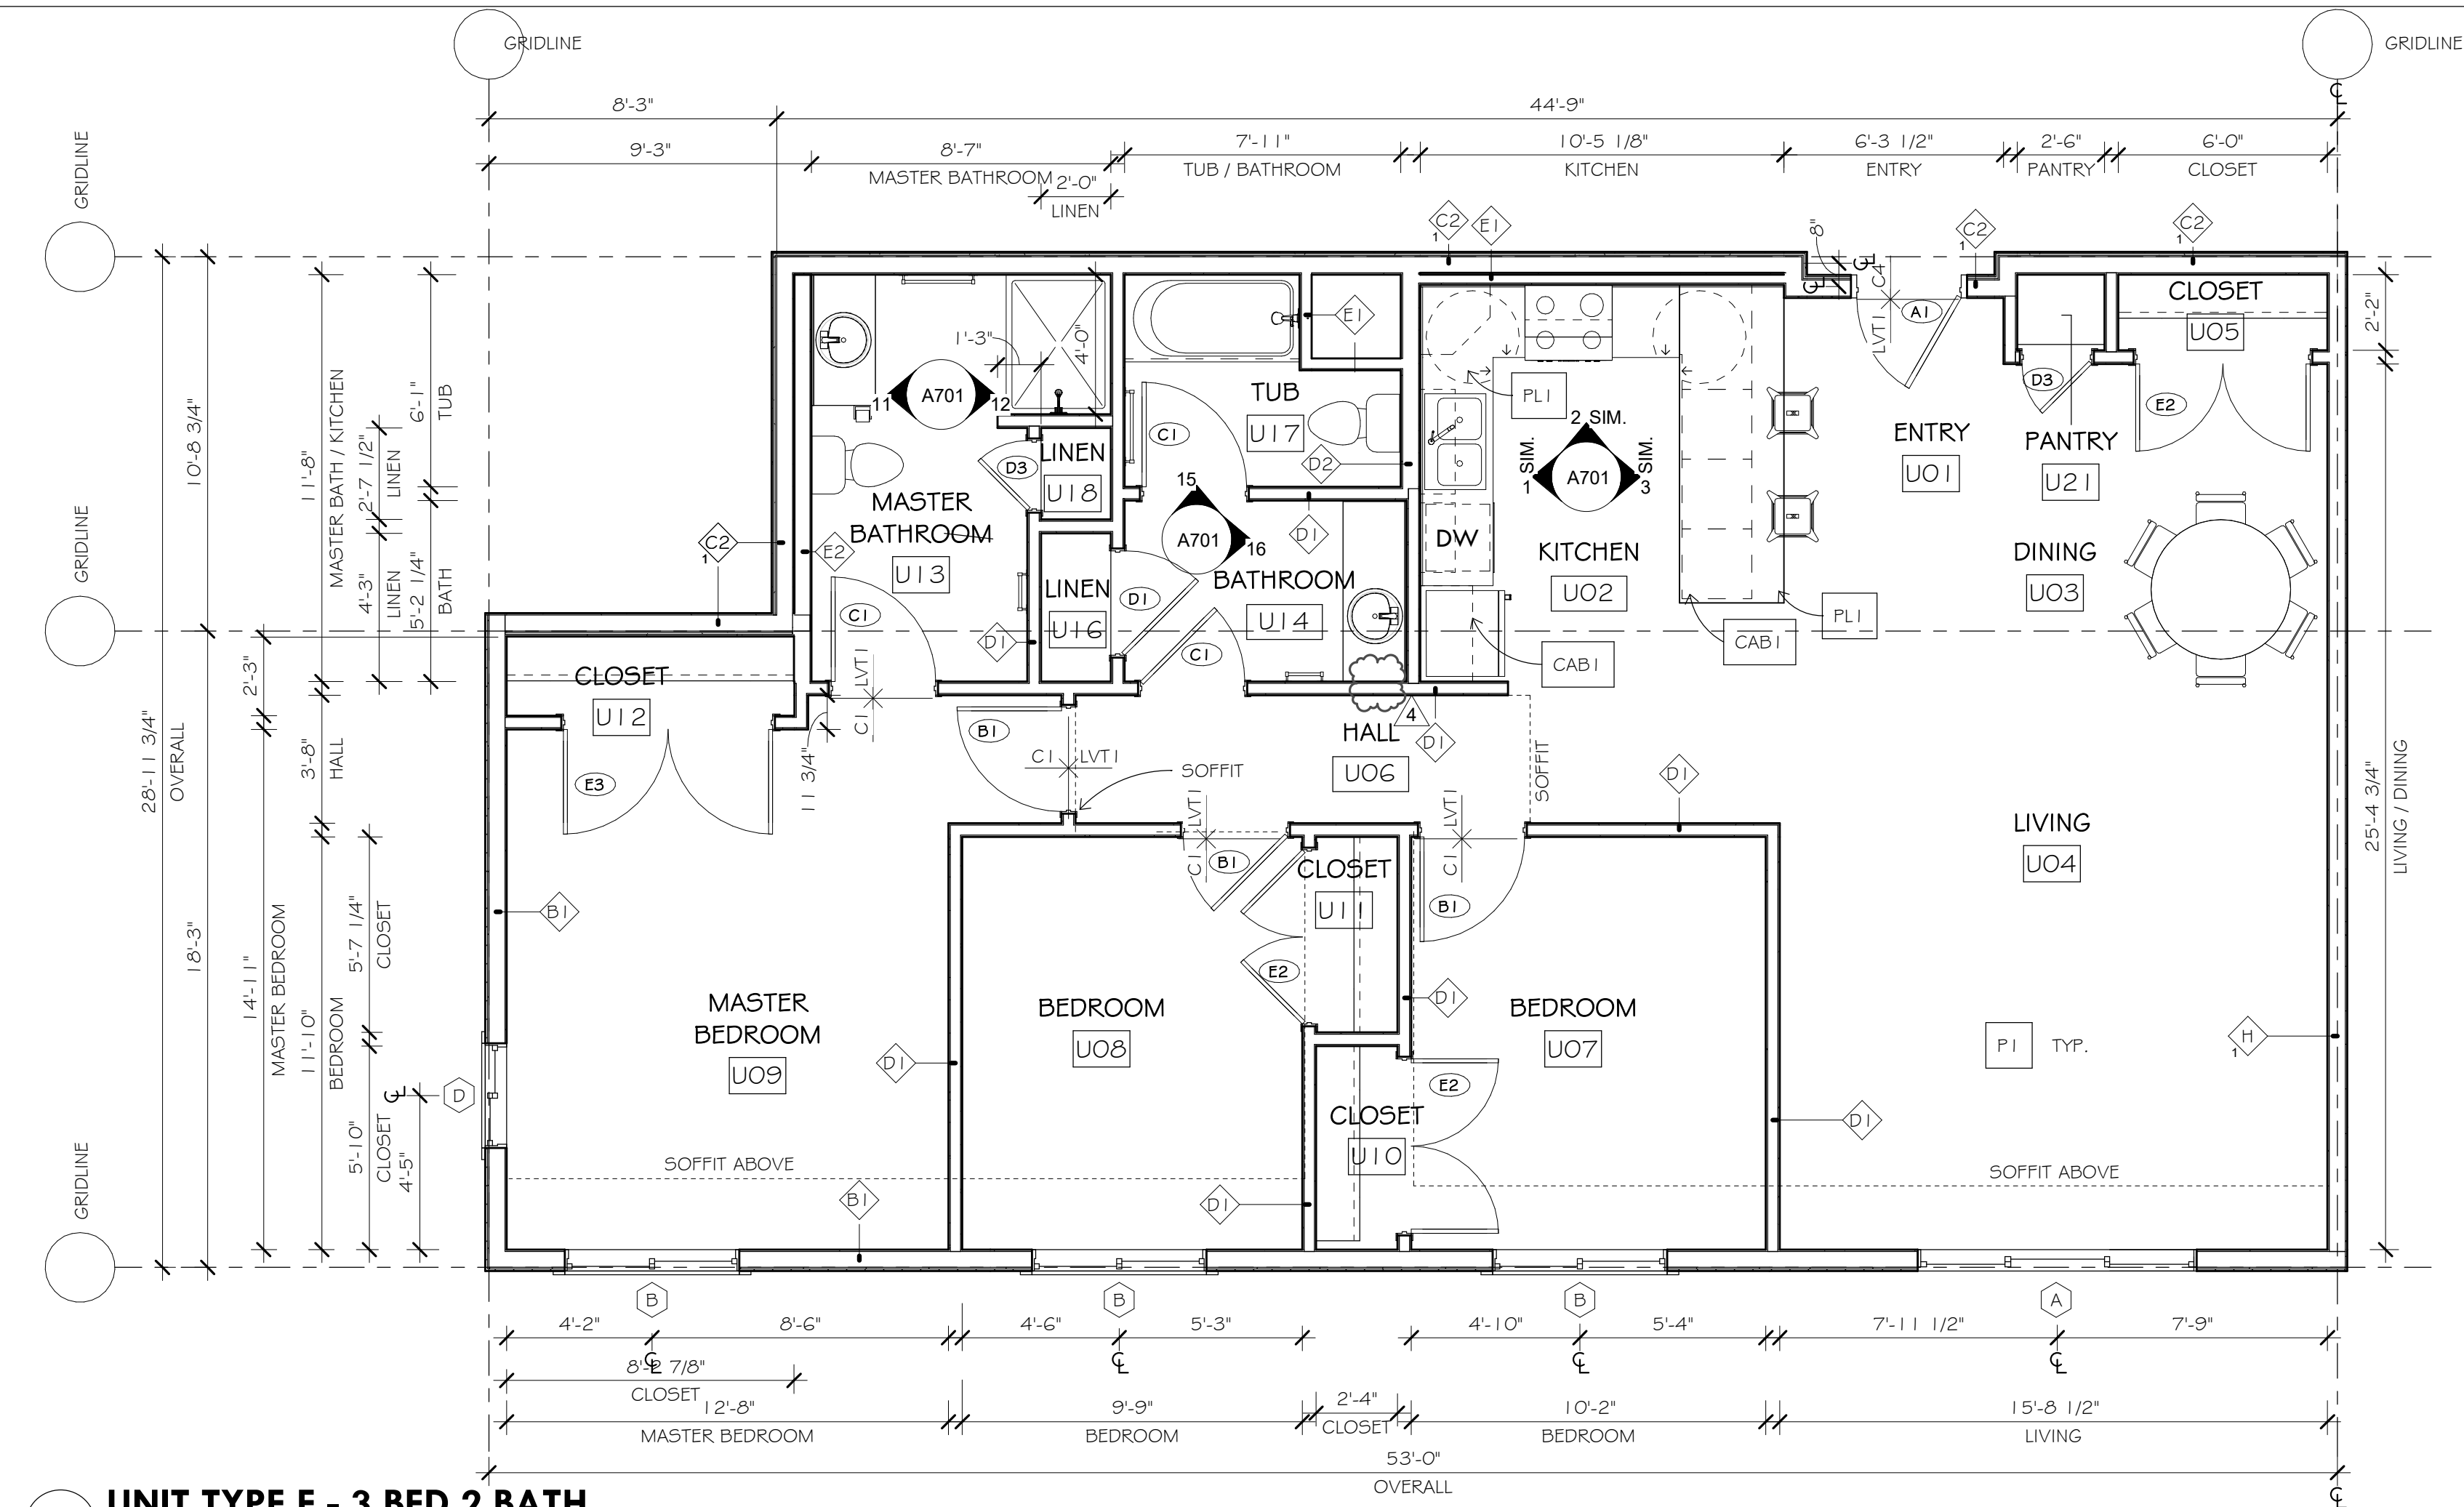 GRIDLINE
GRIDLINE
℄
8'-3"
44'-9"
9'-3"
8'-7"
7'-11"
10'-5 1/8"
6'-3 1/2"
2'-6"
6'-0"
MASTER BATHROOM
TUB / BATHROOM
KITCHEN
ENTRY
PANTRY
CLOSET
2'-0"
LINEN
GRIDLINE
GRIDLINE
GRIDLINE
28'-11 3/4"
OVERALL
10'-8 3/4"
18'-3"
2'-3"
14'-11"
MASTER BEDROOM
11'-8"
MASTER BATH / KITCHEN
3'-8"
HALL
11'-10"
BEDROOM
2'-7 1/2"
LINEN
4'-3"
LINEN
5'-7 1/4"
CLOSET
5'-10"
CLOSET
6'-1"
TUB
5'-2 1/4"
BATH
4'-5"
℄
D
C2
1
E1
8"
℄
℄
C2
1
C2
1
C4
LVT1
A1
CLOSET
U05
2'-2"
1'-3"
4'-0"
E1
11
A701
12
TUB
U17
C1
D2
PL1
2 SIM.
1 SIM.
A701
3 SIM.
D3
E2
ENTRY
U01
PANTRY
U21
LINEN
U18
D3
MASTER
BATHROOM
U13
C2
1
E2
15
A701
16
D1
DW
KITCHEN
U02
DINING
U03
LINEN
U16
D1
BATHROOM
U14
C1
D1
C1
PL1
CAB1
CAB1
CLOSET
U12
LVT1
C1
11 3/4"
E3
B1
C1
LVT1
SOFFIT
HALL
U06
4
D1
SOFFIT
D1
LVT1
C1
LVT1
C1
LIVING
U04
25'-4 3/4"
LIVING / DINING
B1
CLOSET
U11
B1
B1
E2
D1
MASTER
BEDROOM
U09
BEDROOM
U08
BEDROOM
U07
D1
P1
TYP.
H
1
E2
CLOSET
U10
D1
SOFFIT ABOVE
SOFFIT ABOVE
B1
D1
B
B
B
A
4'-2"
8'-6"
4'-6"
5'-3"
4'-10"
5'-4"
7'-11 1/2"
7'-9"
℄
℄
℄
℄
8'-2 7/8"
CLOSET
12'-8"
MASTER BEDROOM
9'-9"
BEDROOM
2'-4"
CLOSET
10'-2"
BEDROOM
15'-8 1/2"
LIVING
53'-0"
OVERALL
℄